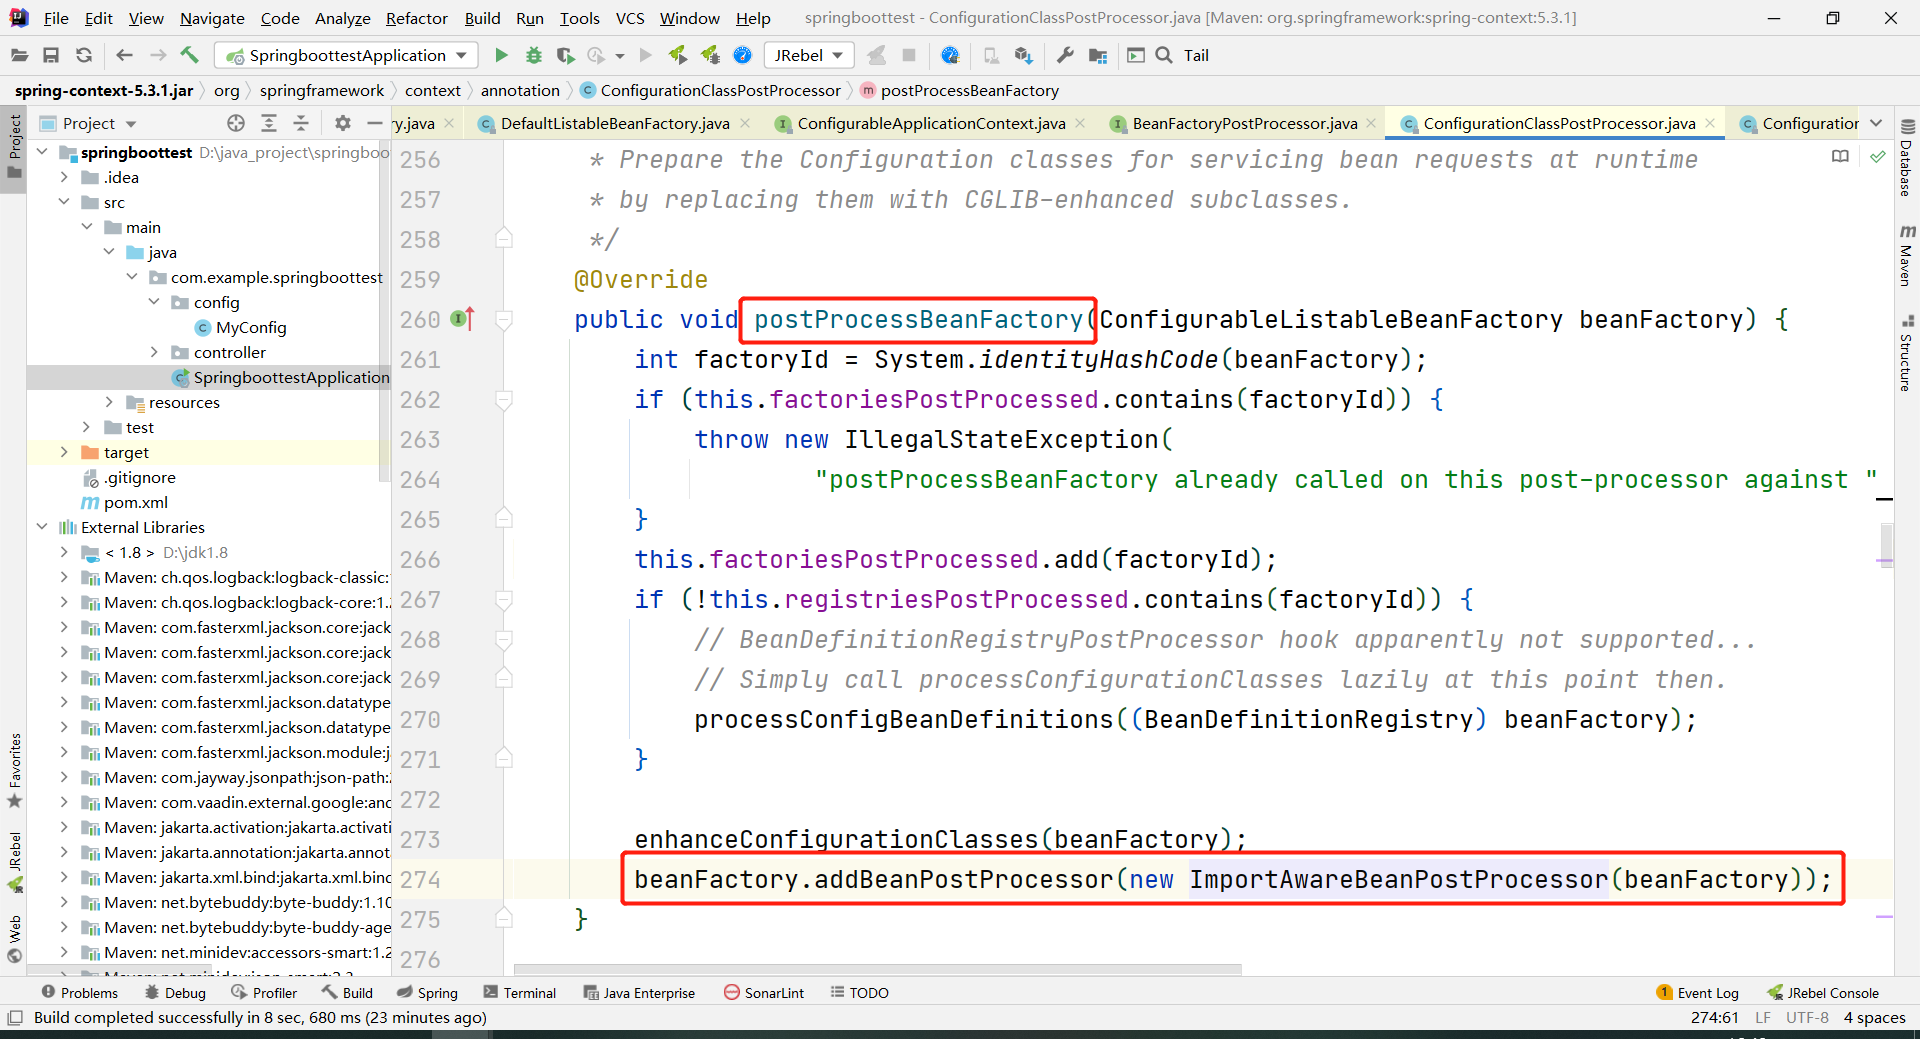 File Edit View Navigate Code Analyze Refactor Build Run Tools VCS Window Help springboottest - ConfigurationClassPostProcessor.java [Maven: org.springframework:spring-context:5.3.1]
SpringboottestApplication JRebel Tail
spring-context-5.3.1.jar org springframework context annotation ConfigurationClassPostProcessor postProcessBeanFactory
Project
ry.java DefaultListableBeanFactory.java ConfigurableApplicationContext.java BeanFactoryPostProcessor.java ConfigurationClassPostProcessor.java Configuration
Project
Favorites
JRebel
Web
springboottest D:\java_project\springboo
.idea
src
main
java
com.example.springboottest
config
MyConfig
controller
SpringboottestApplication
resources
test
target
.gitignore
pom.xml
External Libraries
< 1.8 > D:\jdk1.8
Maven: ch.qos.logback:logback-classic:
Maven: ch.qos.logback:logback-core:1.
Maven: com.fasterxml.jackson.core:jack
Maven: com.fasterxml.jackson.core:jack
Maven: com.fasterxml.jackson.core:jack
Maven: com.fasterxml.jackson.datatype
Maven: com.fasterxml.jackson.datatype
Maven: com.fasterxml.jackson.module:j
Maven: com.jayway.jsonpath:json-path:
Maven: com.vaadin.external.google:and
Maven: jakarta.activation:jakarta.activati
Maven: jakarta.annotation:jakarta.annot
Maven: jakarta.xml.bind:jakarta.xml.bind
Maven: net.bytebuddy:byte-buddy:1.10
Maven: net.bytebuddy:byte-buddy-age
Maven: net.minidev:accessors-smart:1.2
256 * Prepare the Configuration classes for servicing bean requests at runtime
257 * by replacing them with CGLIB-enhanced subclasses.
258 */
259 @Override
260 public void postProcessBeanFactory(ConfigurableListableBeanFactory beanFactory) {
261 int factoryId = System.identityHashCode(beanFactory);
262 if (this.factoriesPostProcessed.contains(factoryId)) {
263 throw new IllegalStateException(
264 "postProcessBeanFactory already called on this post-processor against "
265 }
266 this.factoriesPostProcessed.add(factoryId);
267 if (!this.registriesPostProcessed.contains(factoryId)) {
268 // BeanDefinitionRegistryPostProcessor hook apparently not supported...
269 // Simply call processConfigurationClasses lazily at this point then.
270 processConfigBeanDefinitions((BeanDefinitionRegistry) beanFactory);
271 }
272
273 enhanceConfigurationClasses(beanFactory);
274 beanFactory.addBeanPostProcessor(new ImportAwareBeanPostProcessor(beanFactory));
275 }
276
Database
Maven
Structure
Problems Debug Profiler Build Spring Terminal Java Enterprise SonarLint TODO 1 Event Log JRebel Console
Build completed successfully in 8 sec, 680 ms (23 minutes ago) 274:61 LF UTF-8 4 spaces